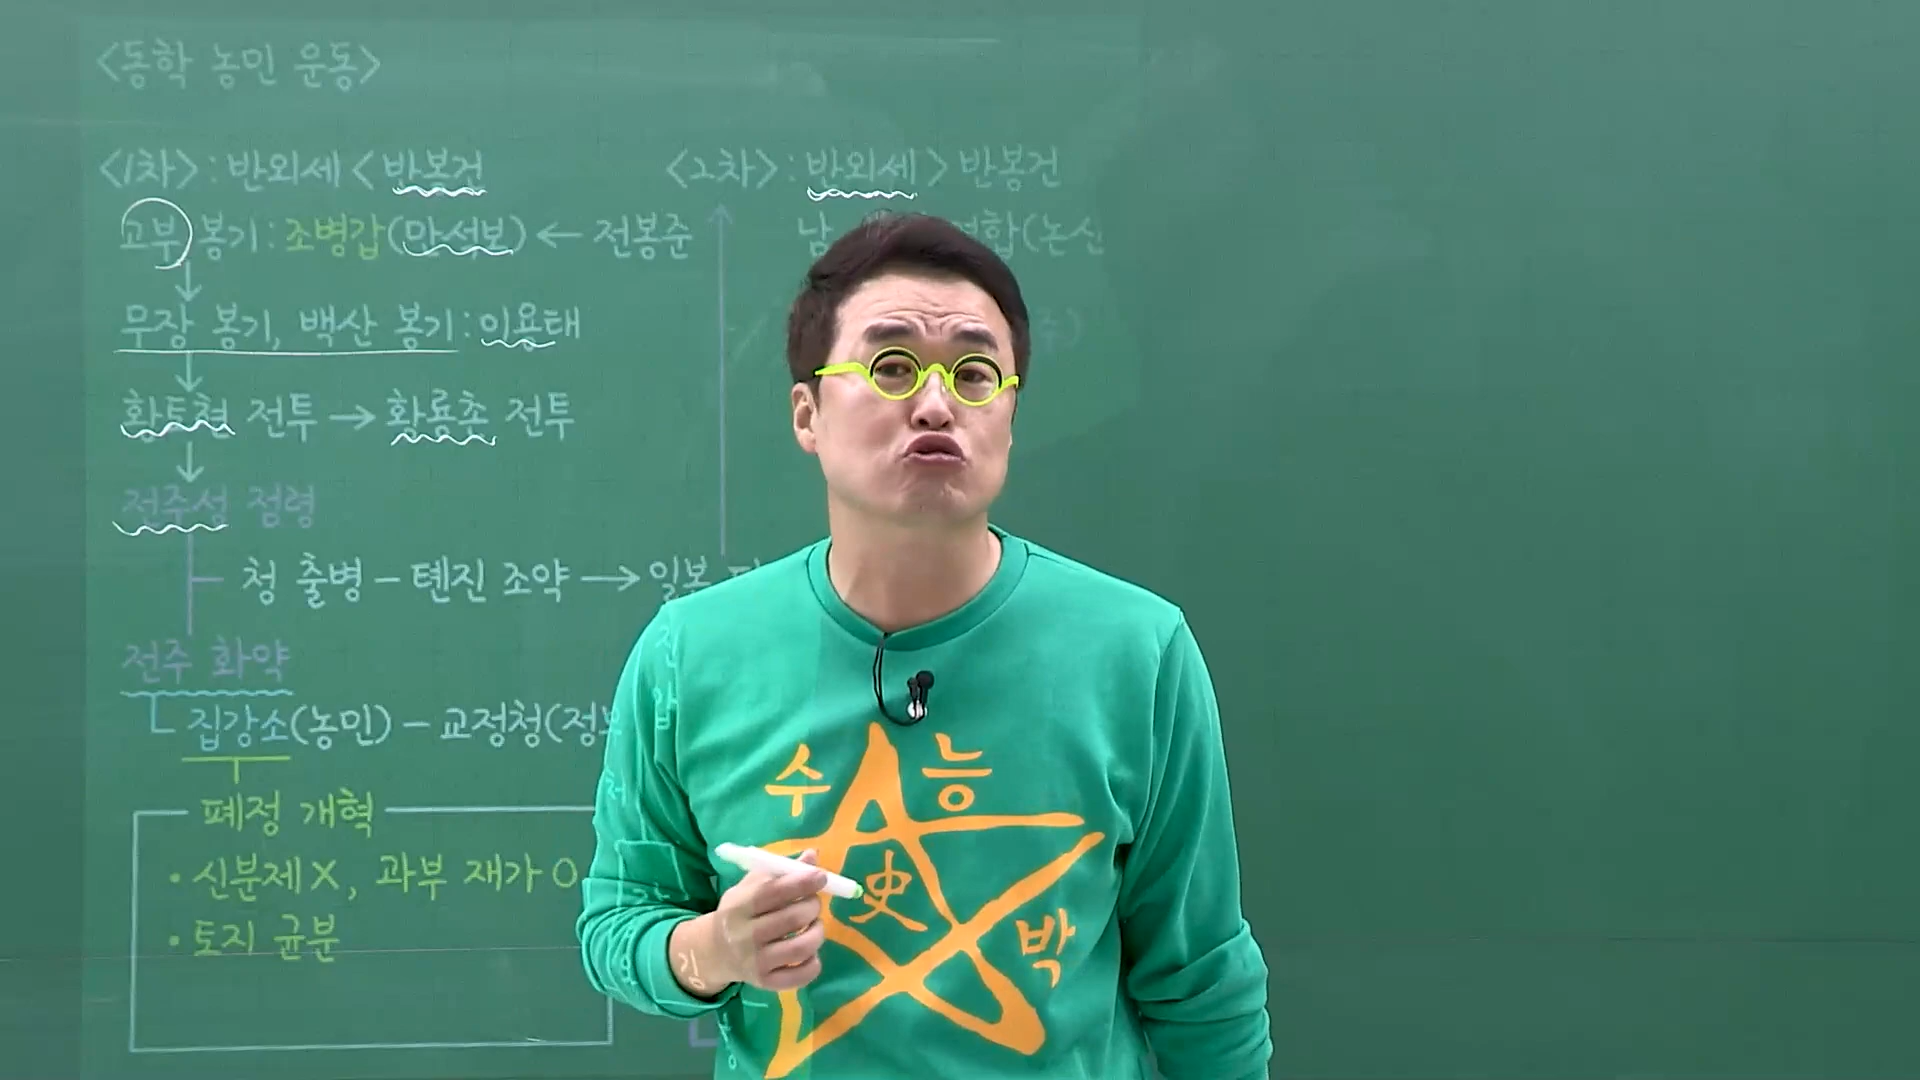 <동학 농민 운동>
<1차> : 반외세 < 반봉건
고부 봉기 : 조병갑(만석보) ← 전봉준
무장 봉기, 백산 봉기 : 이용태
황토현 전투 → 황룡촌 전투
전주성 점령
청 출병 - 톈진 조약 → 일본
전주 화약
집강소(농민) - 교정청(정부
폐정 개혁
· 신분제 X, 과부 재가 O
· 토지 균분
<2차> : 반외세 > 반봉건
남
연합(논산
수능
史
박